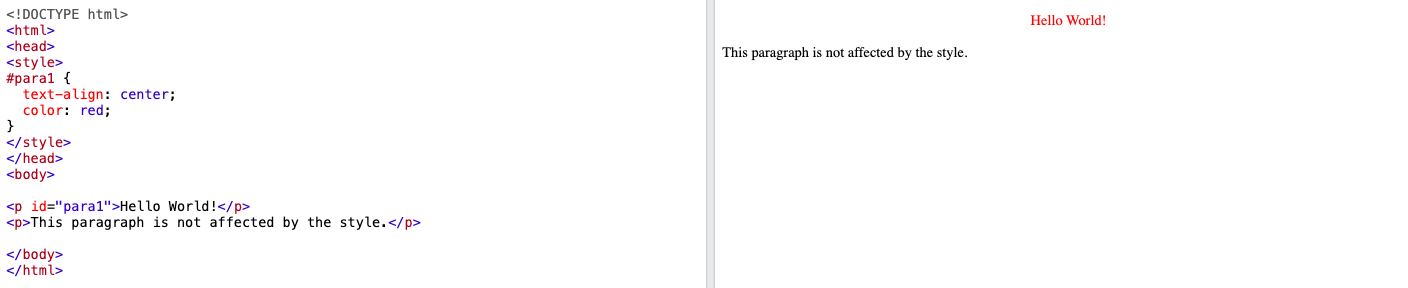 <!DOCTYPE html>
<html>
<head>
<style>
#para1 {
  text-align: center;
  color: red;
}
</style>
</head>
<body>

<p id="para1">Hello World!</p>
<p>This paragraph is not affected by the style.</p>

</body>
</html>
Hello World!
This paragraph is not affected by the style.